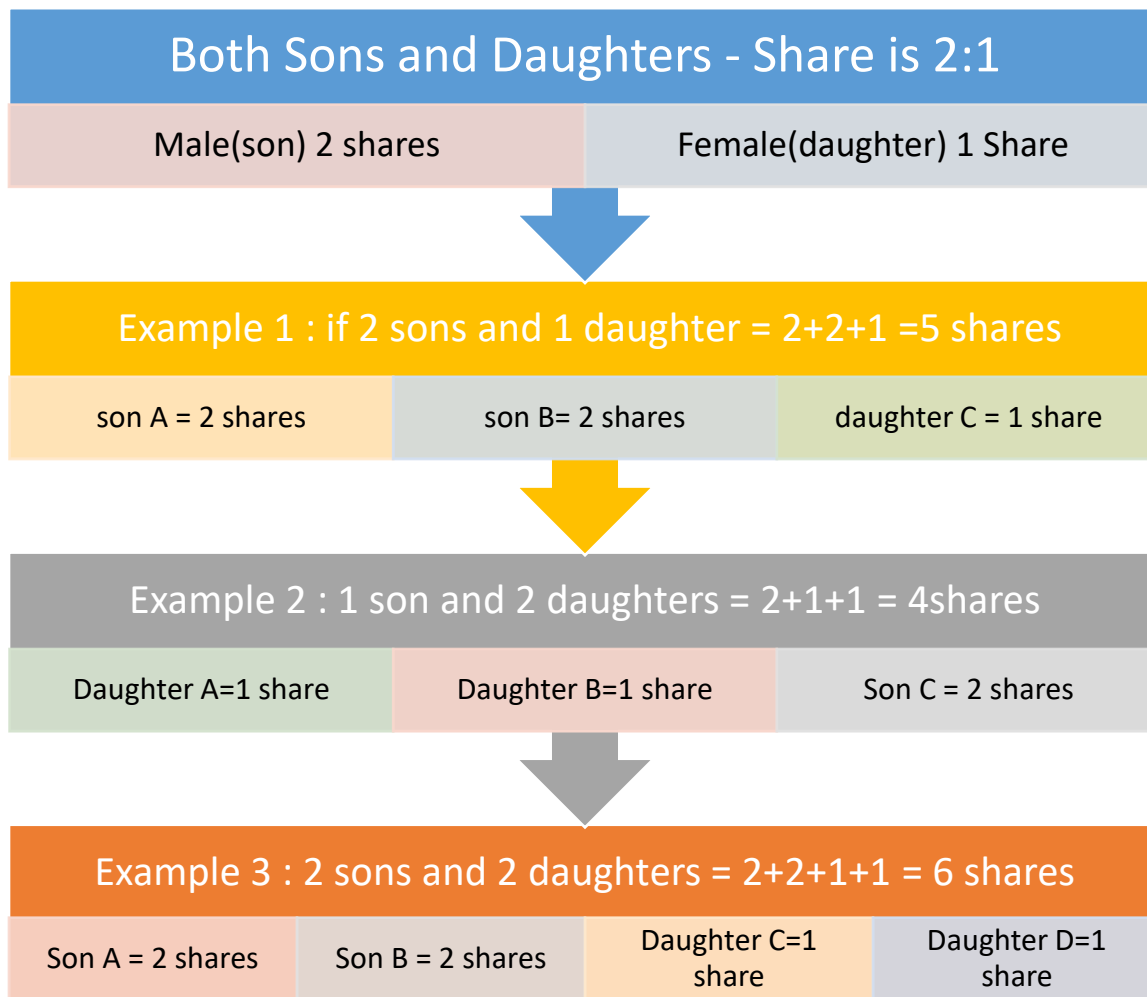 Both Sons and Daughters - Share is 2:1
Male(son) 2 shares
Female(daughter) 1 Share
Example 1 : if 2 sons and 1 daughter = 2+2+1 =5 shares
son A = 2 shares
son B= 2 shares
daughter C = 1 share
Example 2 : 1 son and 2 daughters = 2+1+1 = 4shares
Daughter A=1 share
Daughter B=1 share
Son C = 2 shares
Example 3 : 2 sons and 2 daughters = 2+2+1+1 = 6 shares
Son A = 2 shares
Son B = 2 shares
Daughter C=1
share
Daughter D=1
share